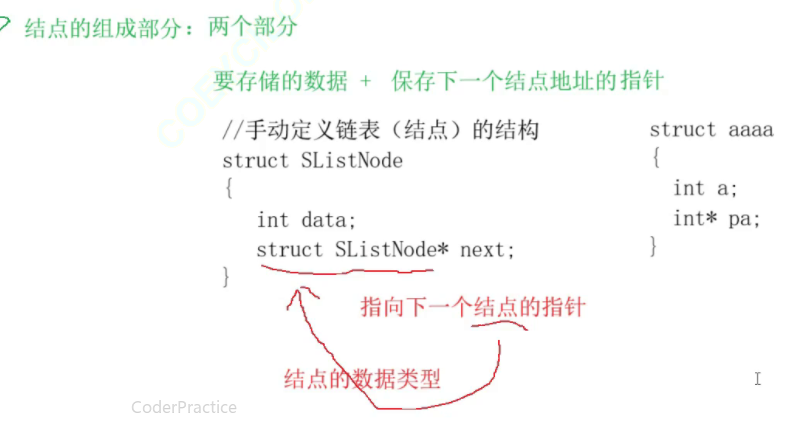 结点的组成部分：两个部分
要存储的数据 + 保存下一个结点地址的指针
//手动定义链表（结点）的结构
struct SListNode
{
int data;
struct SListNode* next;
}
struct aaaa
{
int a;
int* pa;
}
指向下一个结点的指针
结点的数据类型
CoderPractice